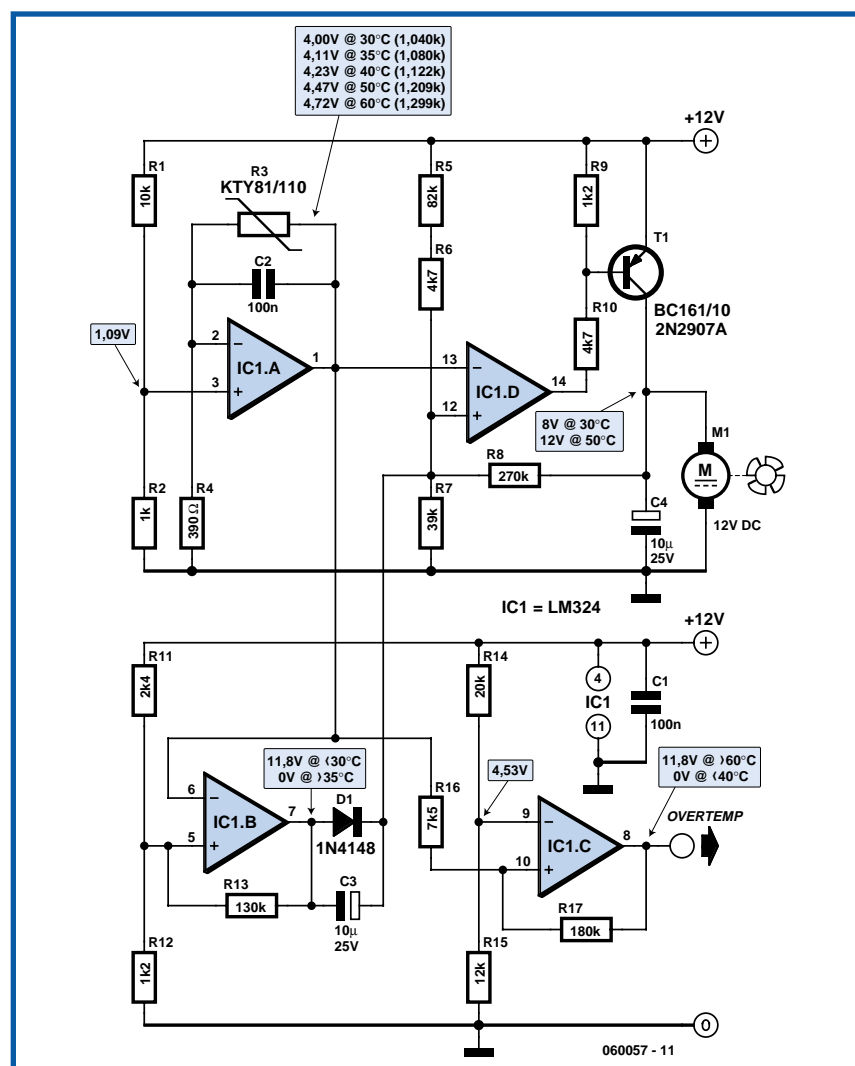 4,00V @ 30°C (1,040k)
4,11V @ 35°C (1,080k)
4,23V @ 40°C (1,122k)
4,47V @ 50°C (1,209k)
4,72V @ 60°C (1,299k)
+12V
R1
10k
R3
KTY81/110
R5
82k
R9
1k2
T1
C2
100n
R6
4k7
BC161/10
2N2907A
R10
4k7
1,09V
2
3
IC1.A
1
13
12
IC1.D
14
8V @ 30°C
12V @ 50°C
M1
M
12V DC
R8
270k
R2
1k
R4
390Ω
R7
39k
C4
10µ
25V
IC1 = LM324
+12V
R11
2k4
R14
20k
4
IC1
11
C1
100n
11,8V @ ⟨30°C
0V @ ⟩35°C
4,53V
11,8V @ ⟩60°C
0V @ ⟨40°C
6
5
IC1.B
7
D1
1N4148
R16
7k5
9
10
IC1.C
8
OVERTEMP
R13
130k
C3
10µ
25V
R17
180k
R12
1k2
R15
12k
0
060057 - 11